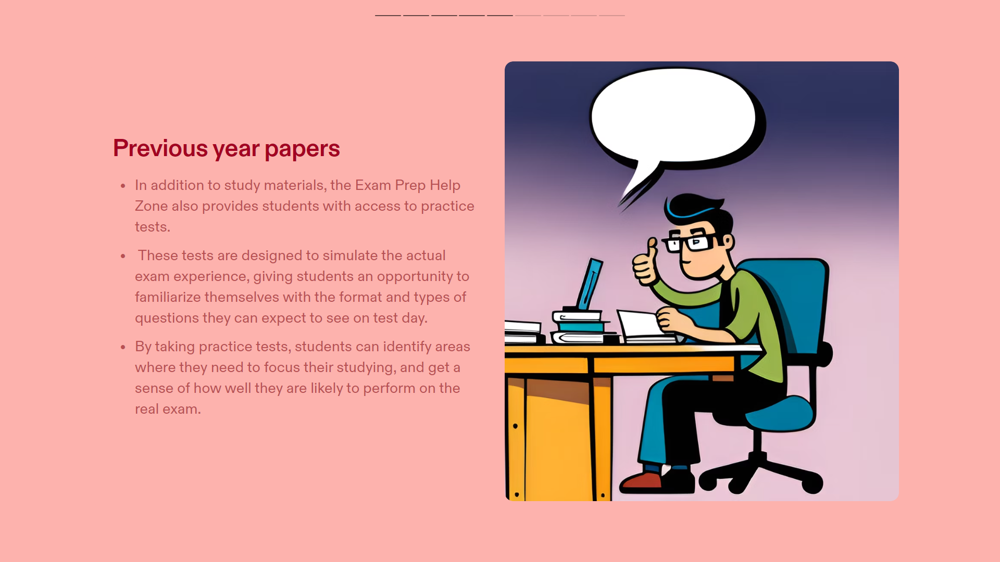 Previous year papers
• In addition to study materials, the Exam Prep Help
Zone also provides students with access to practice
tests.
• These tests are designed to simulate the actual
exam experience, giving students an opportunity to
familiarize themselves with the format and types of
questions they can expect to see on test day.
• By taking practice tests, students can identify areas
where they need to focus their studying, and get a
sense of how well they are likely to perform on the
real exam.